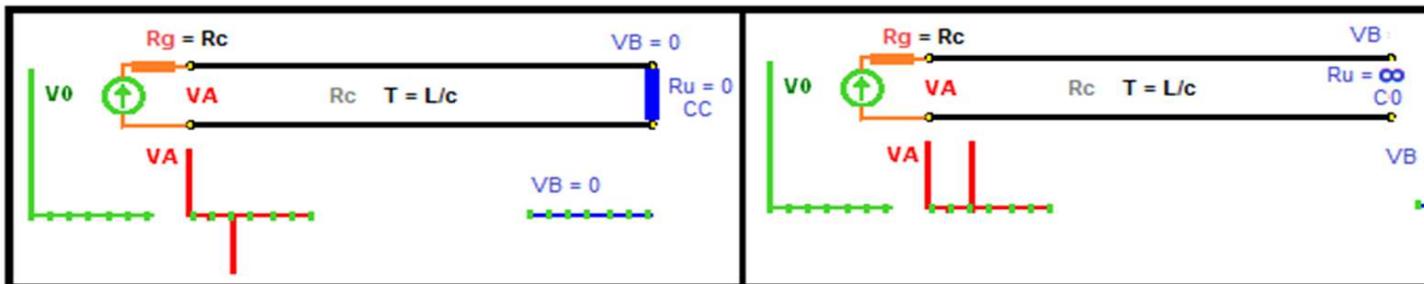 Rg = Rc
VB = 0
V0
VA
Rc
T = L/c
Ru = 0
CC
VA
VB = 0
Rg = Rc
VB
V0
VA
Rc
T = L/c
Ru = ∞
C0
VA
VB